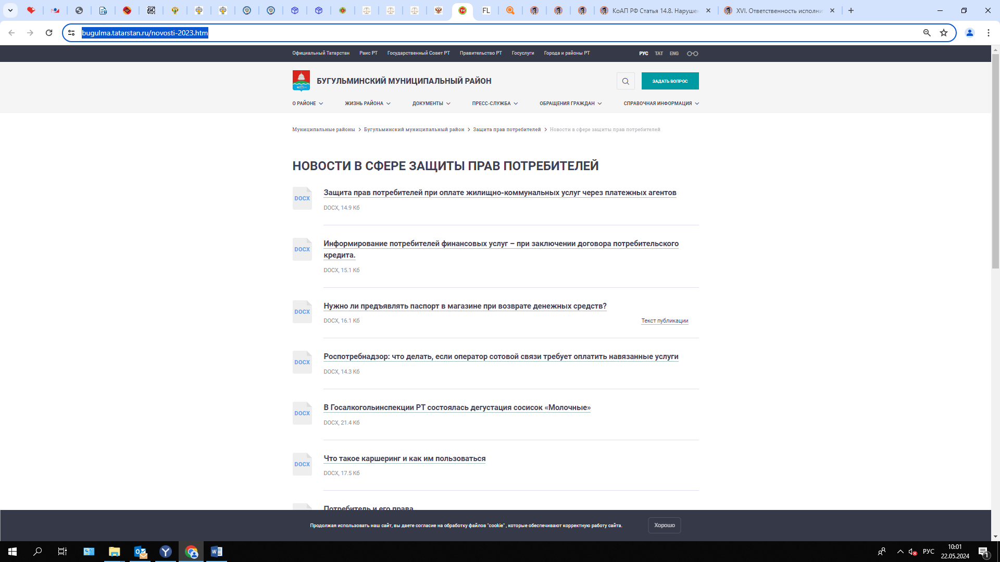 FL
КоАП РФ Статья 14.8. Наруше
XVI. Ответственность исполни
bugulma.tatarstan.ru/novosti-2023.htm
Официальный Татарстан Раис РТ Государственный Совет РТ Правительство РТ Госуслуги Города и районы РТ РУС ТАТ ENG
БУГУЛЬМИНСКИЙ МУНИЦИПАЛЬНЫЙ РАЙОН
ЗАДАТЬ ВОПРОС
О РАЙОНЕ ЖИЗНЬ РАЙОНА ДОКУМЕНТЫ ПРЕСС-СЛУЖБА ОБРАЩЕНИЯ ГРАЖДАН СПРАВОЧНАЯ ИНФОРМАЦИЯ
Муниципальные районы > Бугульминский муниципальный район > Защита прав потребителей > Новости в сфере защиты прав потребителей
НОВОСТИ В СФЕРЕ ЗАЩИТЫ ПРАВ ПОТРЕБИТЕЛЕЙ
DOCX
Защита прав потребителей при оплате жилищно-коммунальных услуг через платежных агентов
DOCX, 14.9 Кб
DOCX
Информирование потребителей финансовых услуг – при заключении договора потребительского
кредита.
DOCX, 15.1 Кб
DOCX
Нужно ли предъявлять паспорт в магазине при возврате денежных средств?
DOCX, 16.1 Кб
Текст публикации
DOCX
Роспотребнадзор: что делать, если оператор сотовой связи требует оплатить навязанные услуги
DOCX, 14.3 Кб
DOCX
В Госалкогольинспекции РТ состоялась дегустация сосисок «Молочные»
DOCX, 21.4 Кб
DOCX
Что такое каршеринг и как им пользоваться
DOCX, 17.5 Кб
Потребитель и его права
Продолжая использовать наш сайт, вы даете согласие на обработку файлов "cookie" , которые обеспечивают корректную работу сайта.
Хорошо
РУС
10:01
22.05.2024
1